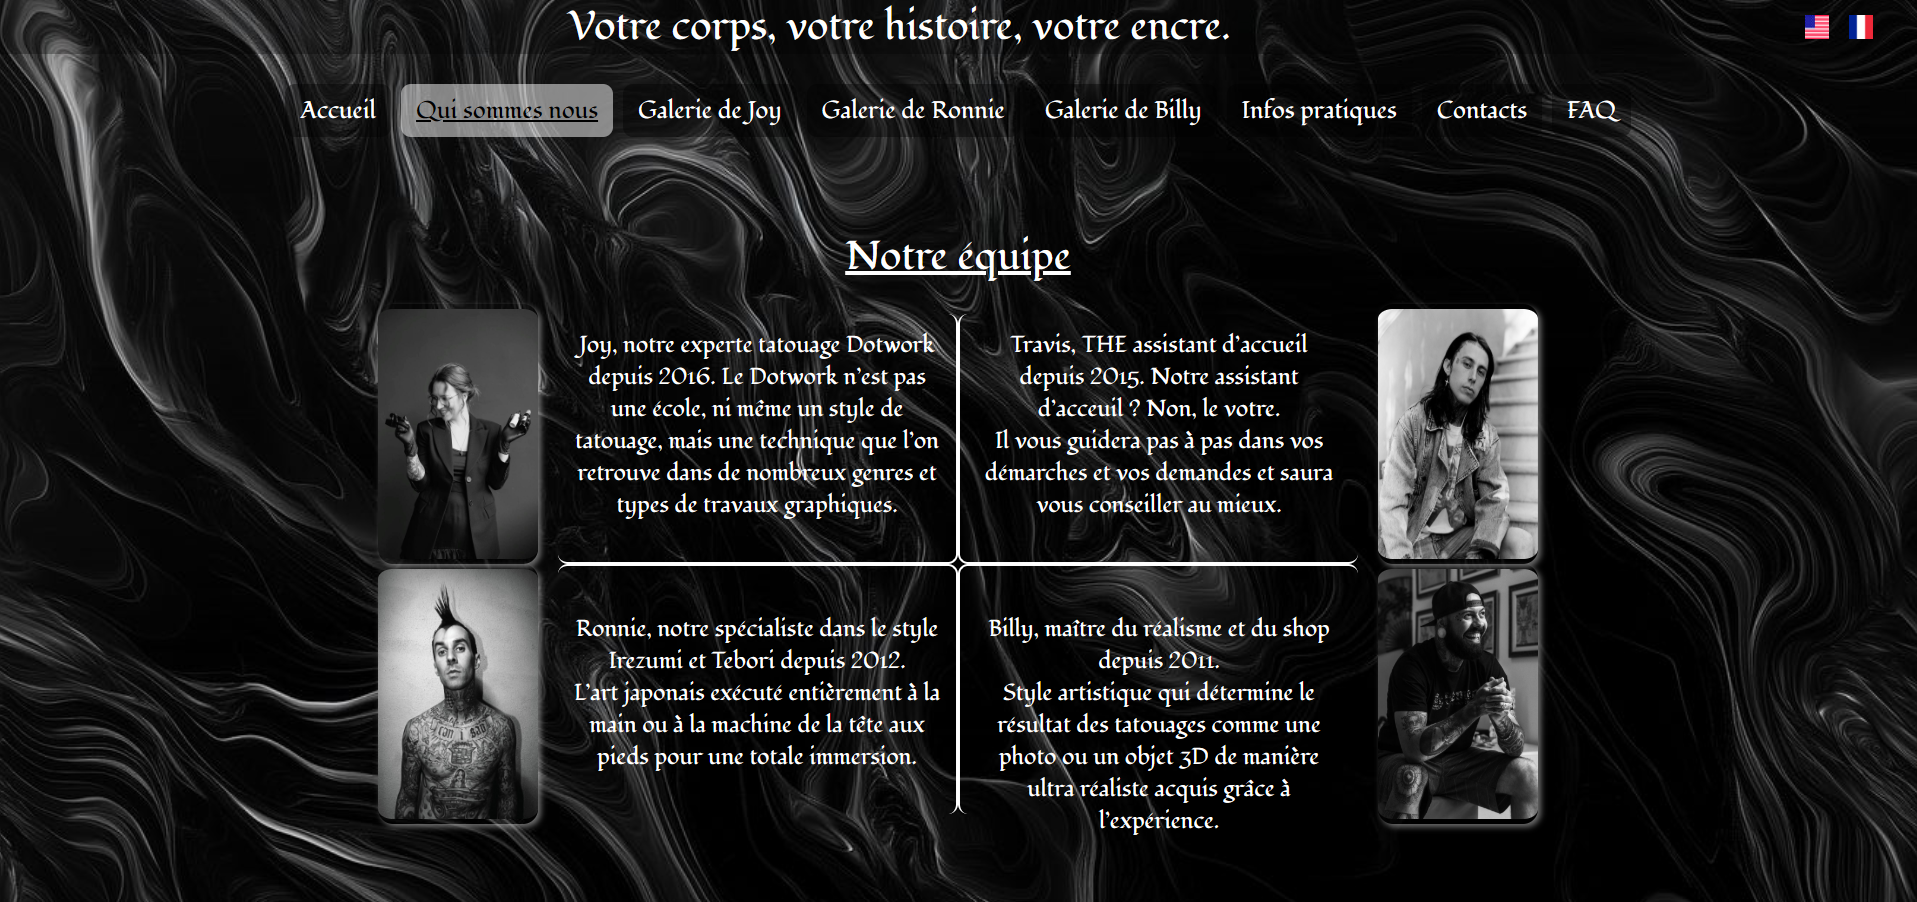 Votre corps, votre histoire, votre encre.
Accueil Qui sommes nous Galerie de Joy Galerie de Ronnie Galerie de Billy Infos pratiques Contacts FAQ
Notre équipe
Joy, notre experte tatouage Dotwork
depuis 2016. Le Dotwork n'est pas
une école, ni même un style de
tatouage, mais une technique que l'on
retrouve dans de nombreux genres et
types de travaux graphiques.
Travis, THE assistant d'accueil
depuis 2015. Notre assistant
d'acceuil ? Non, le votre.
Il vous guidera pas à pas dans vos
démarches et vos demandes et saura
vous conseiller au mieux.
Ronnie, notre spécialiste dans le style
Irezumi et Tebori depuis 2012.
L'art japonais exécuté entièrement à la
main ou à la machine de la tête aux
pieds pour une totale immersion.
Billy, maître du réalisme et du shop
depuis 2011.
Style artistique qui détermine le
résultat des tatouages comme une
photo ou un objet 3D de manière
ultra réaliste acquis grâce à
l'expérience.